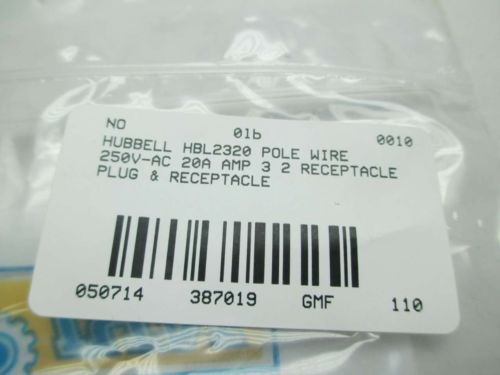 NO 01b 0010
HUBBELL HBL2320 POLE WIRE
250V-AC 20A AMP 3 2 RECEPTACLE
PLUG & RECEPTACLE
050714 387019 GMF 110